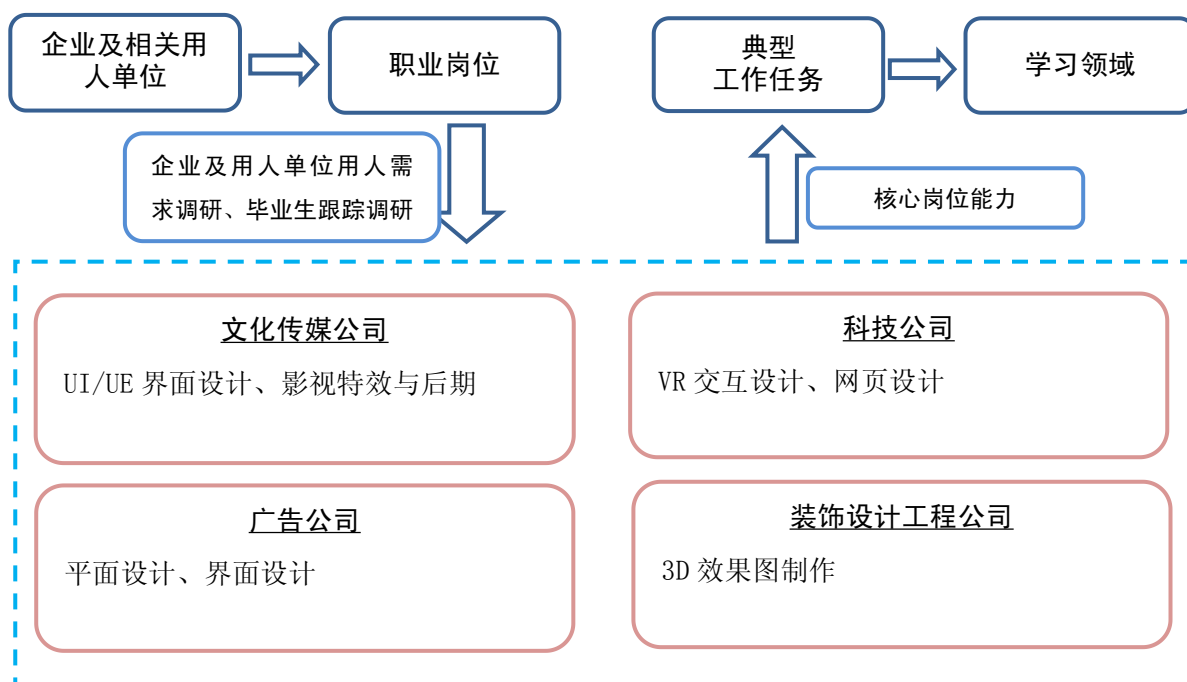 企业及相关用
人单位
职业岗位
典型
工作任务
学习领域
企业及用人单位用人需
求调研、毕业生跟踪调研
核心岗位能力
文化传媒公司
UI/UE 界面设计、影视特效与后期
科技公司
VR 交互设计、网页设计
广告公司
平面设计、界面设计
装饰设计工程公司
3D 效果图制作